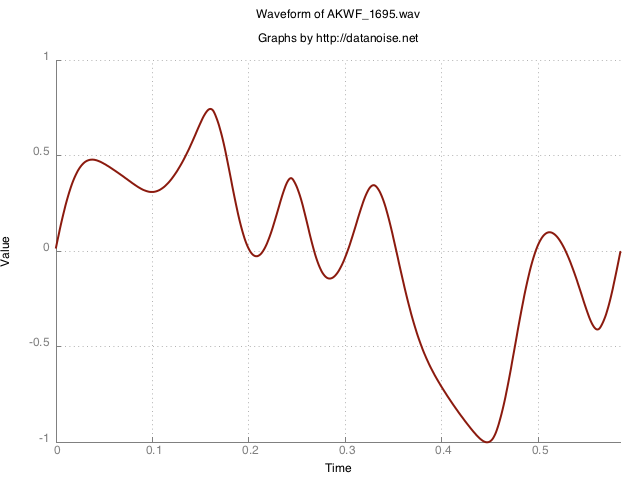 Waveform of AKWF_1695.wav
Graphs by http://datanoise.net
1
0.5
0
-0.5
-1
Value
0 0.1 0.2 0.3 0.4 0.5
Time